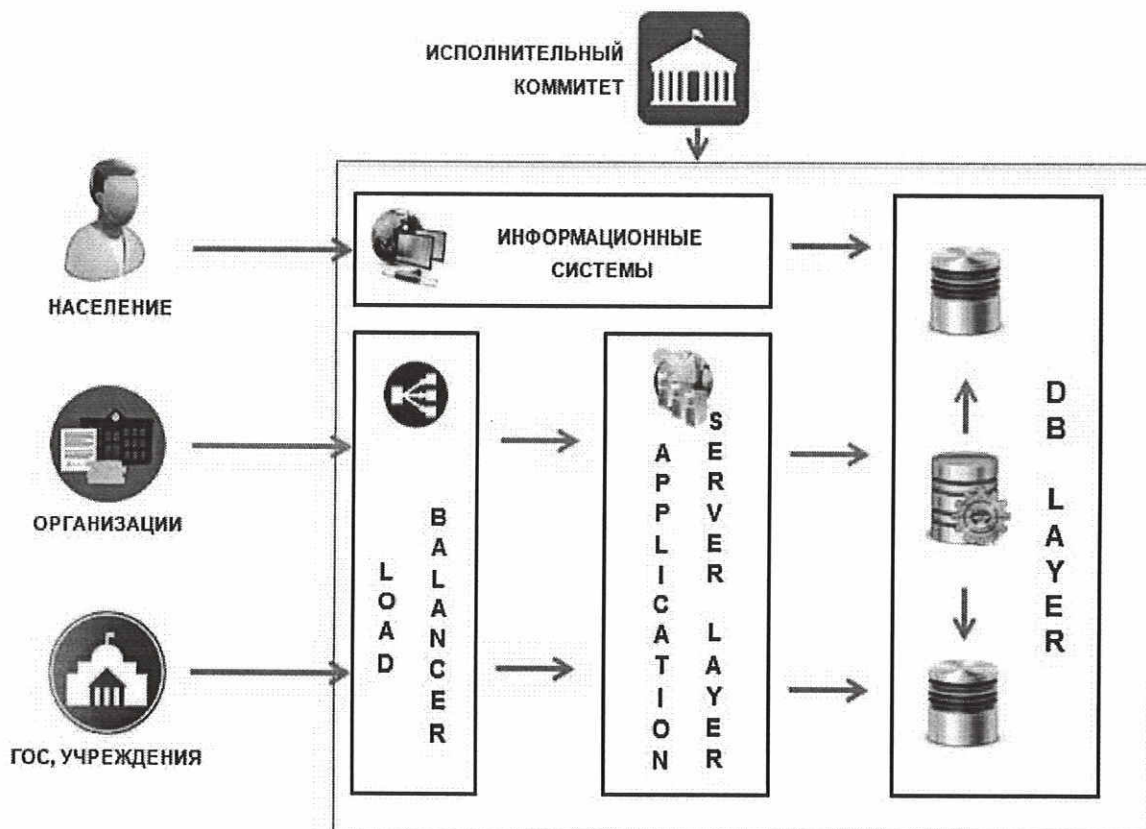 ИСПОЛНИТЕЛЬНЫЙ
КОММИТЕТ
НАСЕЛЕНИЕ
ИНФОРМАЦИОННЫЕ
СИСТЕМЫ
ОРГАНИЗАЦИИ
ГОС, УЧРЕЖДЕНИЯ
LOAD
BALANCER
APPLICATION
SERVER LAYER
DB LAYER